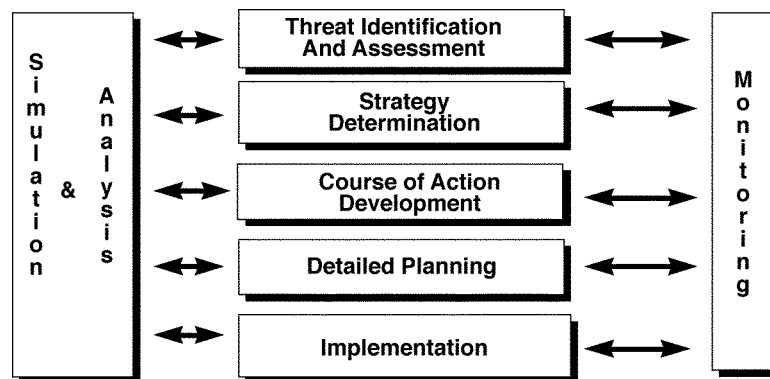 Simulation
&
Analysis
Threat Identification
And Assessment
Strategy
Determination
Course of Action
Development
Detailed Planning
Implementation
Monitoring